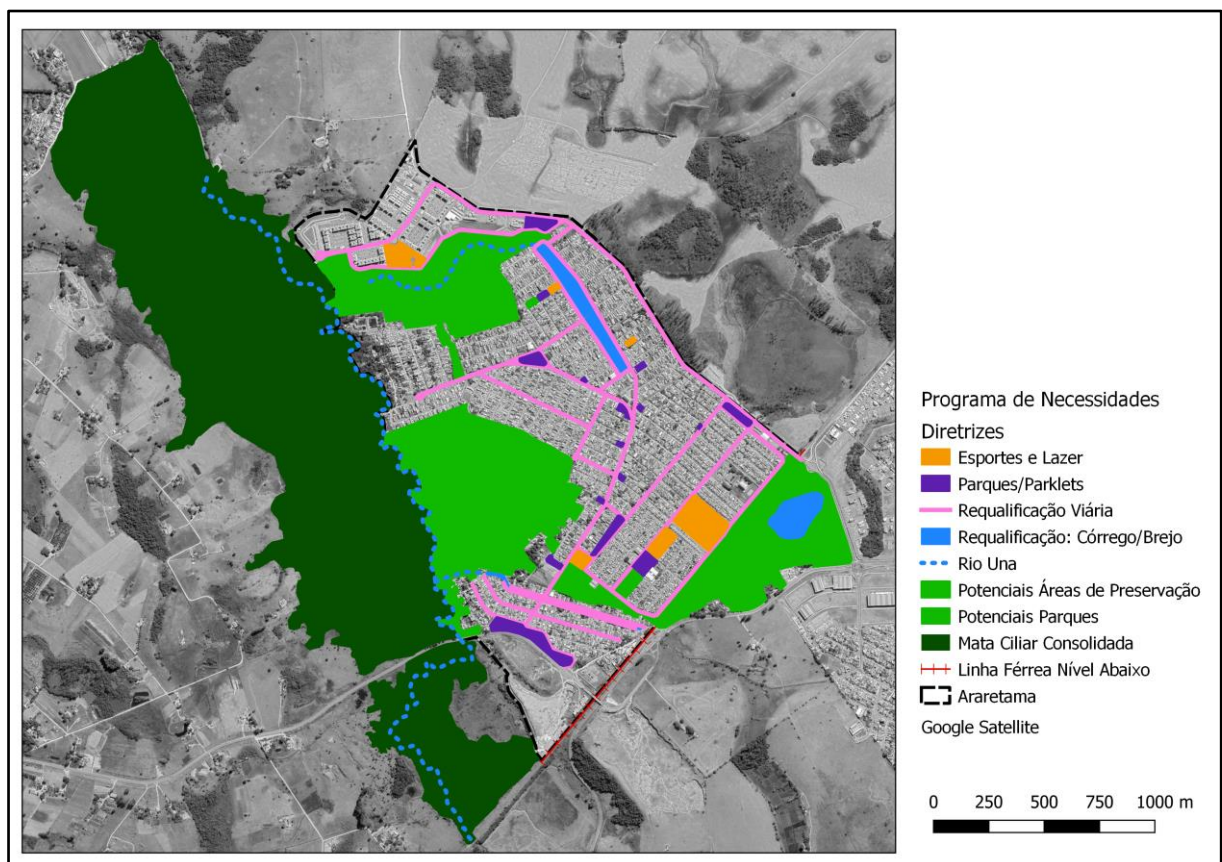 Programa de Necessidades
Diretrizes
Esportes e Lazer
Parques/Parklets
Requalificação Viária
Requalificação: Córrego/Brejo
Rio Una
Potenciais Áreas de Preservação
Potenciais Parques
Mata Ciliar Consolidada
Linha Férrea Nível Abaixo
Araretama
Google Satellite
0 250 500 750 1000 m